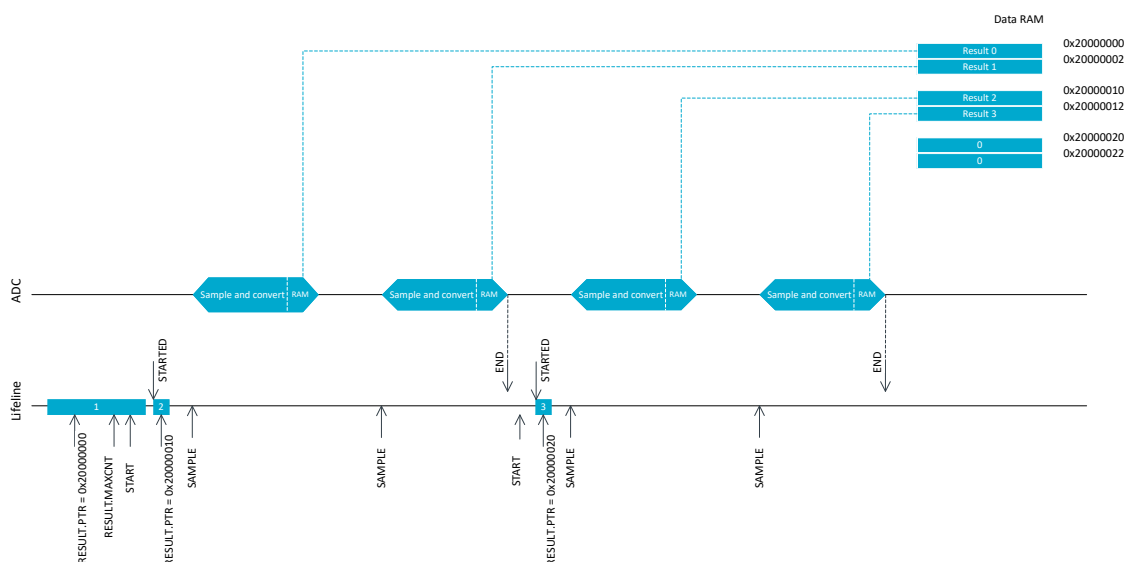 Data RAM
Result 0
0x20000000
Result 1
0x20000002
Result 2
0x20000010
Result 3
0x20000012
0
0x20000020
0
0x20000022
ADC
Sample and convert
RAM
Sample and convert
RAM
Sample and convert
RAM
Sample and convert
RAM
STARTED
END
STARTED
END
Lifeline
1
2
3
RESULT.PTR = 0x20000000
RESULT.MAXCNT
START
RESULT.PTR = 0x20000010
SAMPLE
SAMPLE
START
RESULT.PTR = 0x20000020
SAMPLE
SAMPLE